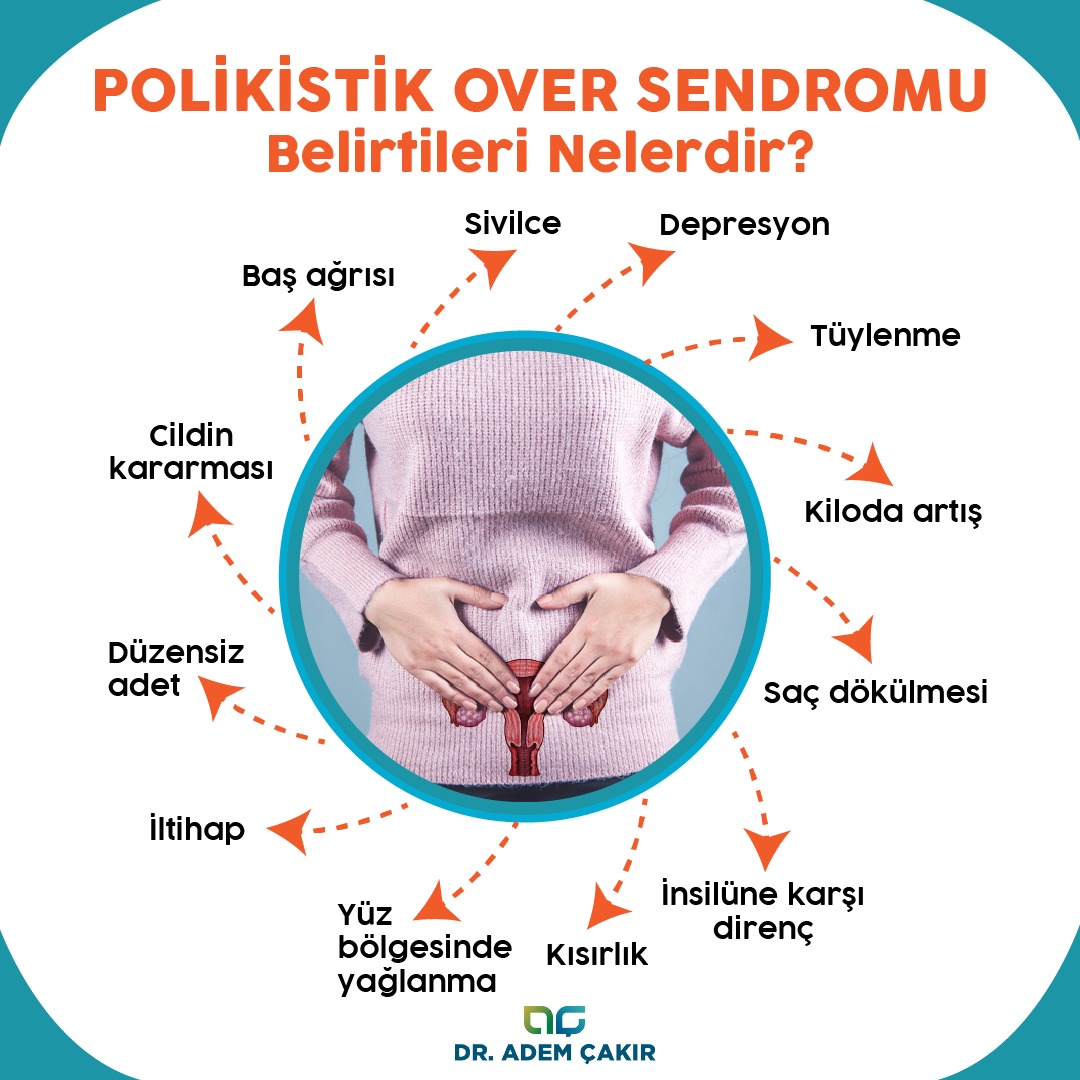 POLİKİSTİK OVER SENDROMU
Belirtileri Nelerdir?
Sivilce
Depresyon
Baş ağrısı
Tüylenme
Cildin
kararması
Kiloda artış
Düzensiz
adet
Saç dökülmesi
İltihap
İnsilüne karşı
direnç
Yüz
bölgesinde
yağlanma
Kısırlık
DR. ADEM ÇAKIR